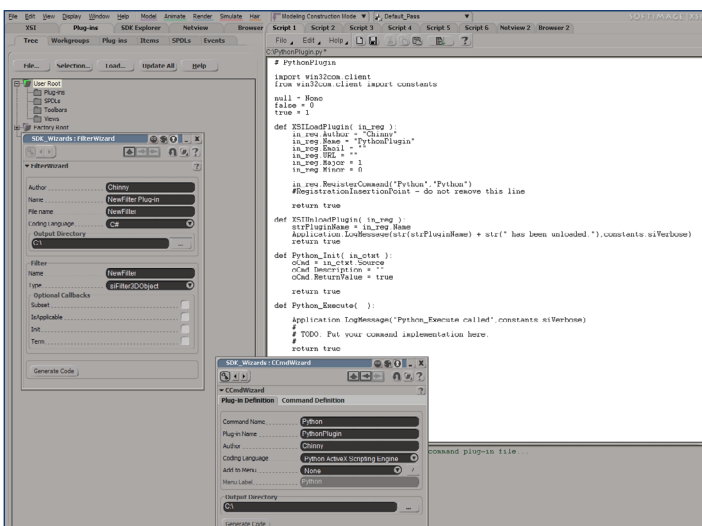 File Edit View Display Window Help Model Animate Render Simulate Hair Modeling Construction Mode Default_Pass SOFTIMAGE XSI
XSI Plug-ins SDK Explorer Netview Browser Script 1 Script 2 Script 3 Script 4 Script 5 Script 6 Netview 2 Browser 2
Tree Workgroups Plug ins Items SPDLs Events File Edit Help ?
C:\PythonPlugin.py *
File... Selection... Load... Update All Help
User Root
Plug-ins
SPDLs
Toolbars
Views
Factory Root
# PythonPlugin
import win32com.client
from win32com.client import constants
null = None
false = 0
true = 1
def XSILoadPlugin( in_reg ):
in_reg.Author = "Chinny"
in_reg.Name = "PythonPlugin"
in_reg.Email = ""
in_reg.URL = ""
in_reg.Major = 1
in_reg.Minor = 0
in_reg.RegisterCommand("Python","Python")
#RegistrationInsertionPoint - do not remove this line
return true
def XSIUnloadPlugin( in_reg ):
strPluginName = in_reg.Name
Application.LogMessage(str(strPluginName) + str(" has been unloaded."),constants.siVerbose)
return true
def Python_Init( in_ctxt ):
oCmd = in_ctxt.Source
oCmd.Description = ""
oCmd.ReturnValue = true
return true
def Python_Execute( ):
Application.LogMessage("Python_Execute called",constants.siVerbose)
#
# TODO: Put your command implementation here.
#
return true
SDK_Wizards : FilterWizard
FilterWizard ?
Author Chinny
Name NewFilter Plug-in
File name NewFilter
Coding Language C#
Output Directory
C:\ ...
Filter
Name NewFilter
Type siFilter3DObject
Optional Callbacks
Subset
IsApplicable
Init
Term
Generate Code
SDK_Wizards : CCmdWizard
CCmdWizard ?
Plug-in Definition Command Definition
Command Name Python
Plug-in Name PythonPlugin
Author Chinny
Coding Language Python ActiveX Scripting Engine
Add to Menu None
Menu Label Python
Output Directory
C:\ ...
Generate Code
command plug-in file...